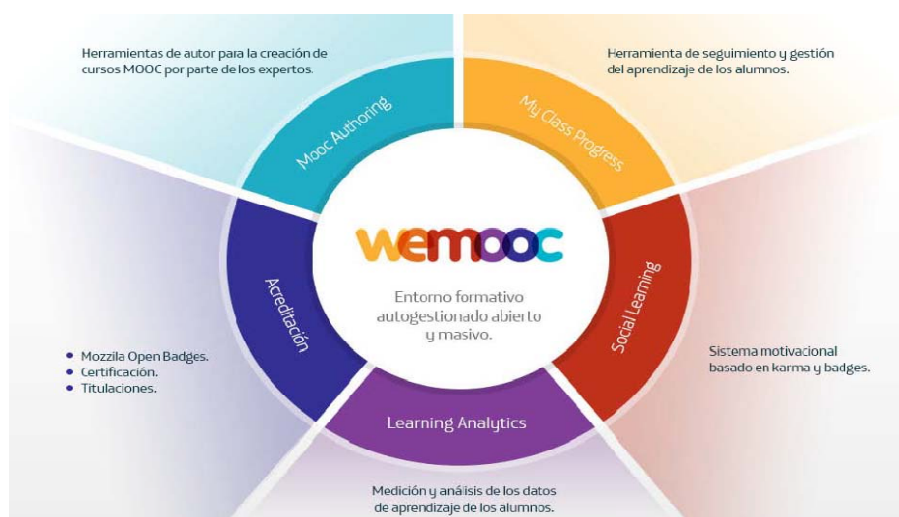 Herramientas de autor para la creación de
cursos MOOC por parte de los expertos.
Herramienta de seguimiento y gestión
del aprendizaje de los alumnos.
Mooc Authoring
My Class Progress
wemooc
Entorno formativo
autogestionado abierto
y masivo.
Acreditación
Social Learning
• Mozzila Open Badges.
• Certificación.
• Titulaciones.
Sistema motivacional
basado en karma y badges.
Learning Analytics
Medición y análisis de los datos
de aprendizaje de los alumnos.